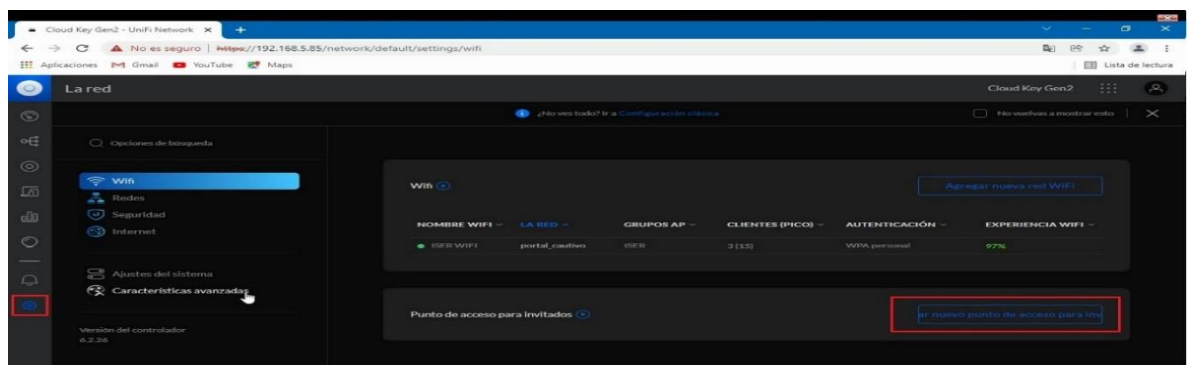 Cloud Key Gen2 - UniFi Network
No es seguro | https://192.168.5.85/network/default/settings/wifi
Aplicaciones Gmail YouTube Maps Lista de lectura
La red Cloud Key Gen2
¿No ves todo? Ir a Configuración clásica No vuelvas a mostrar esto
Opciones de búsqueda
Wifi
Redes
Seguridad
Internet
Ajustes del sistema
Características avanzadas
Versión del controlador
6.2.26
Wifi Agregar nueva red WiFi
NOMBRE WIFI LA RED GRUPOS AP CLIENTES (PICO) AUTENTICACIÓN EXPERIENCIA WIFI
ISER WIFI portal_cautivo ISER 3 (15) WPA personal 97%
Punto de acceso para invitados ar nuevo punto de acceso para inv